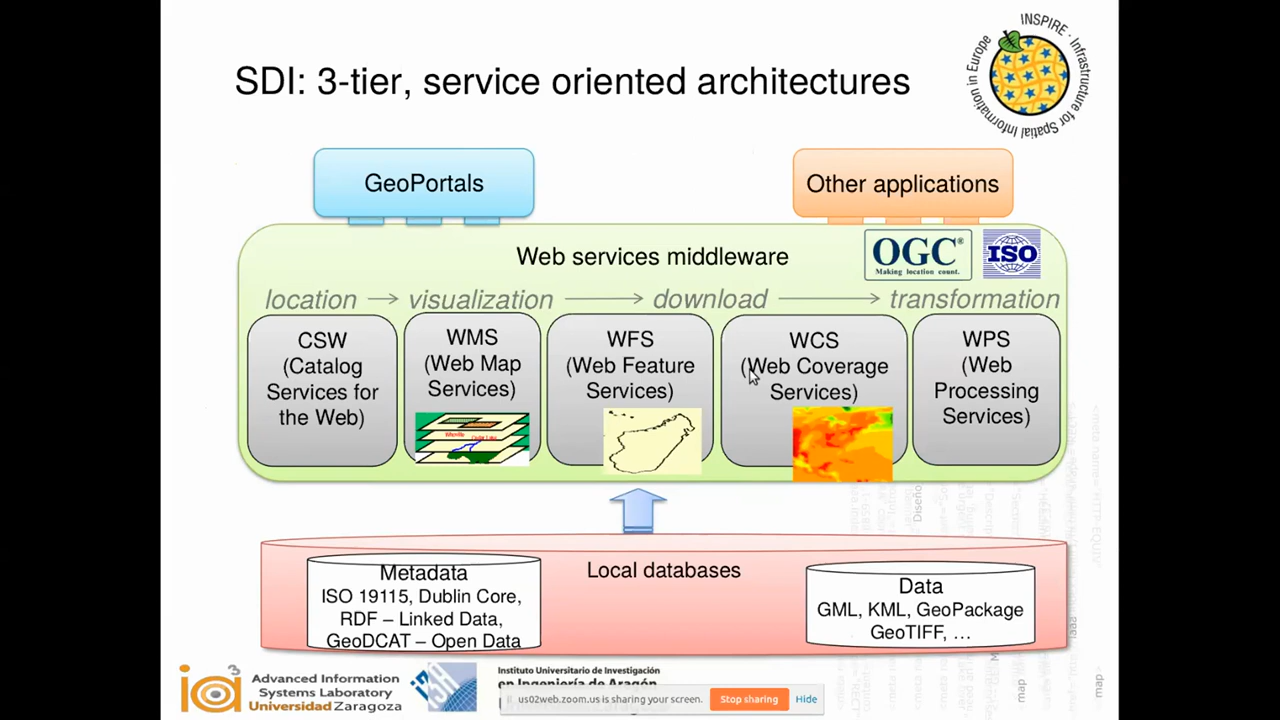 SDI: 3-tier, service oriented architectures
INSPIRE · Infrastructure for Spatial Information in Europe
GeoPortals
Other applications
Web services middleware
OGC®
Making location count.
ISO
location
visualization
download
transformation
CSW
(Catalog
Services for
the Web)
WMS
(Web Map
Services)
WFS
(Web Feature
Services)
WCS
(Web Coverage
Services)
WPS
(Web
Processing
Services)
Local databases
Metadata
ISO 19115, Dublin Core,
RDF – Linked Data,
GeoDCAT – Open Data
Data
GML, KML, GeoPackage
GeoTIFF, …
iaaa3
Advanced Information
Systems Laboratory
Universidad Zaragoza
Instituto Universitario de Investigación
en Ingeniería de Aragón
us02web.zoom.us is sharing your screen.
Stop sharing
Hide